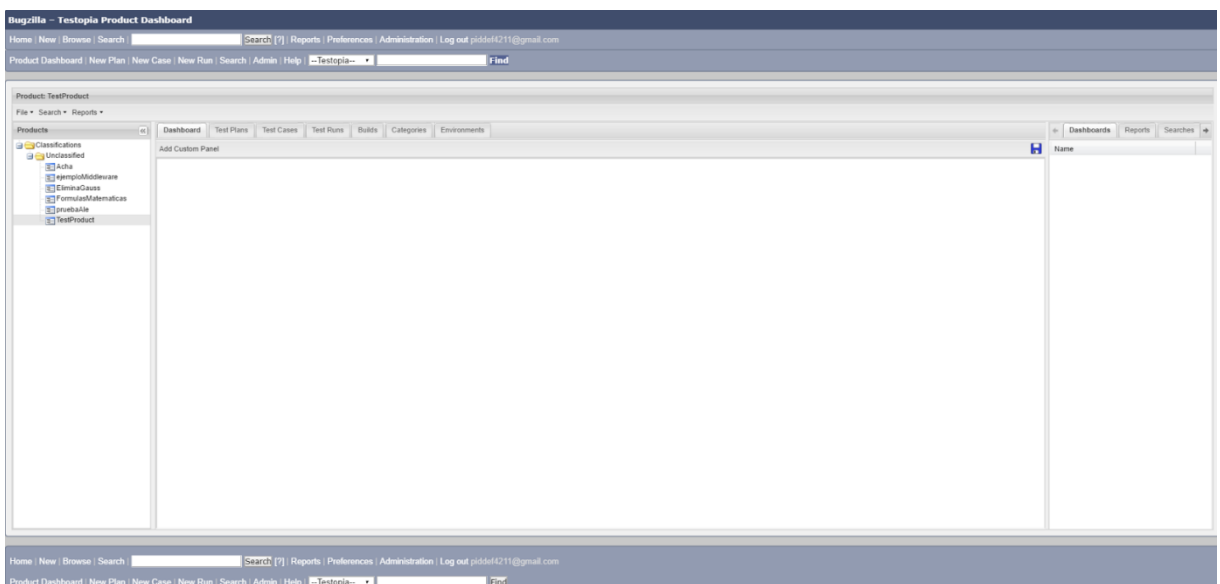 Bugzilla – Testopia Product Dashboard
Home | New | Browse | Search | Search [?] | Reports | Preferences | Administration | Log out piddef4211@gmail.com
Product Dashboard | New Plan | New Case | New Run | Search | Admin | Help | --Testopia-- Find
Product: TestProduct
File Search Reports
Products Dashboard Test Plans Test Cases Test Runs Builds Categories Environments Dashboards Reports Searches
Classifications Add Custom Panel Name
Unclassified
Acha
ejemploMiddleware
EliminaGauss
FormulasMatematicas
pruebaAle
TestProduct
Home | New | Browse | Search | Search [?] | Reports | Preferences | Administration | Log out piddef4211@gmail.com
Product Dashboard | New Plan | New Case | New Run | Search | Admin | Help | --Testopia-- Find